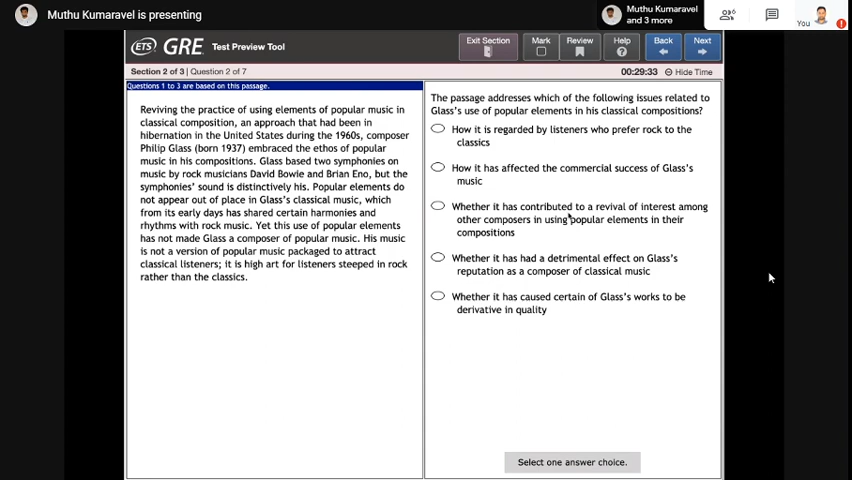 Muthu Kumaravel is presenting
Muthu Kumaravel
and 3 more
You
ETS GRE Test Preview Tool
Exit Section
Mark
Review
Help
Back
Next
Section 2 of 3 | Question 2 of 7
00:29:33 Hide Time
Questions 1 to 3 are based on this passage.
Reviving the practice of using elements of popular music in
classical composition, an approach that had been in
hibernation in the United States during the 1960s, composer
Philip Glass (born 1937) embraced the ethos of popular
music in his compositions. Glass based two symphonies on
music by rock musicians David Bowie and Brian Eno, but the
symphonies' sound is distinctively his. Popular elements do
not appear out of place in Glass's classical music, which
from its early days has shared certain harmonies and
rhythms with rock music. Yet this use of popular elements
has not made Glass a composer of popular music. His music
is not a version of popular music packaged to attract
classical listeners; it is high art for listeners steeped in rock
rather than the classics.
The passage addresses which of the following issues related to
Glass's use of popular elements in his classical compositions?
How it is regarded by listeners who prefer rock to the
classics
How it has affected the commercial success of Glass's
music
Whether it has contributed to a revival of interest among
other composers in using popular elements in their
compositions
Whether it has had a detrimental effect on Glass's
reputation as a composer of classical music
Whether it has caused certain of Glass's works to be
derivative in quality
Select one answer choice.